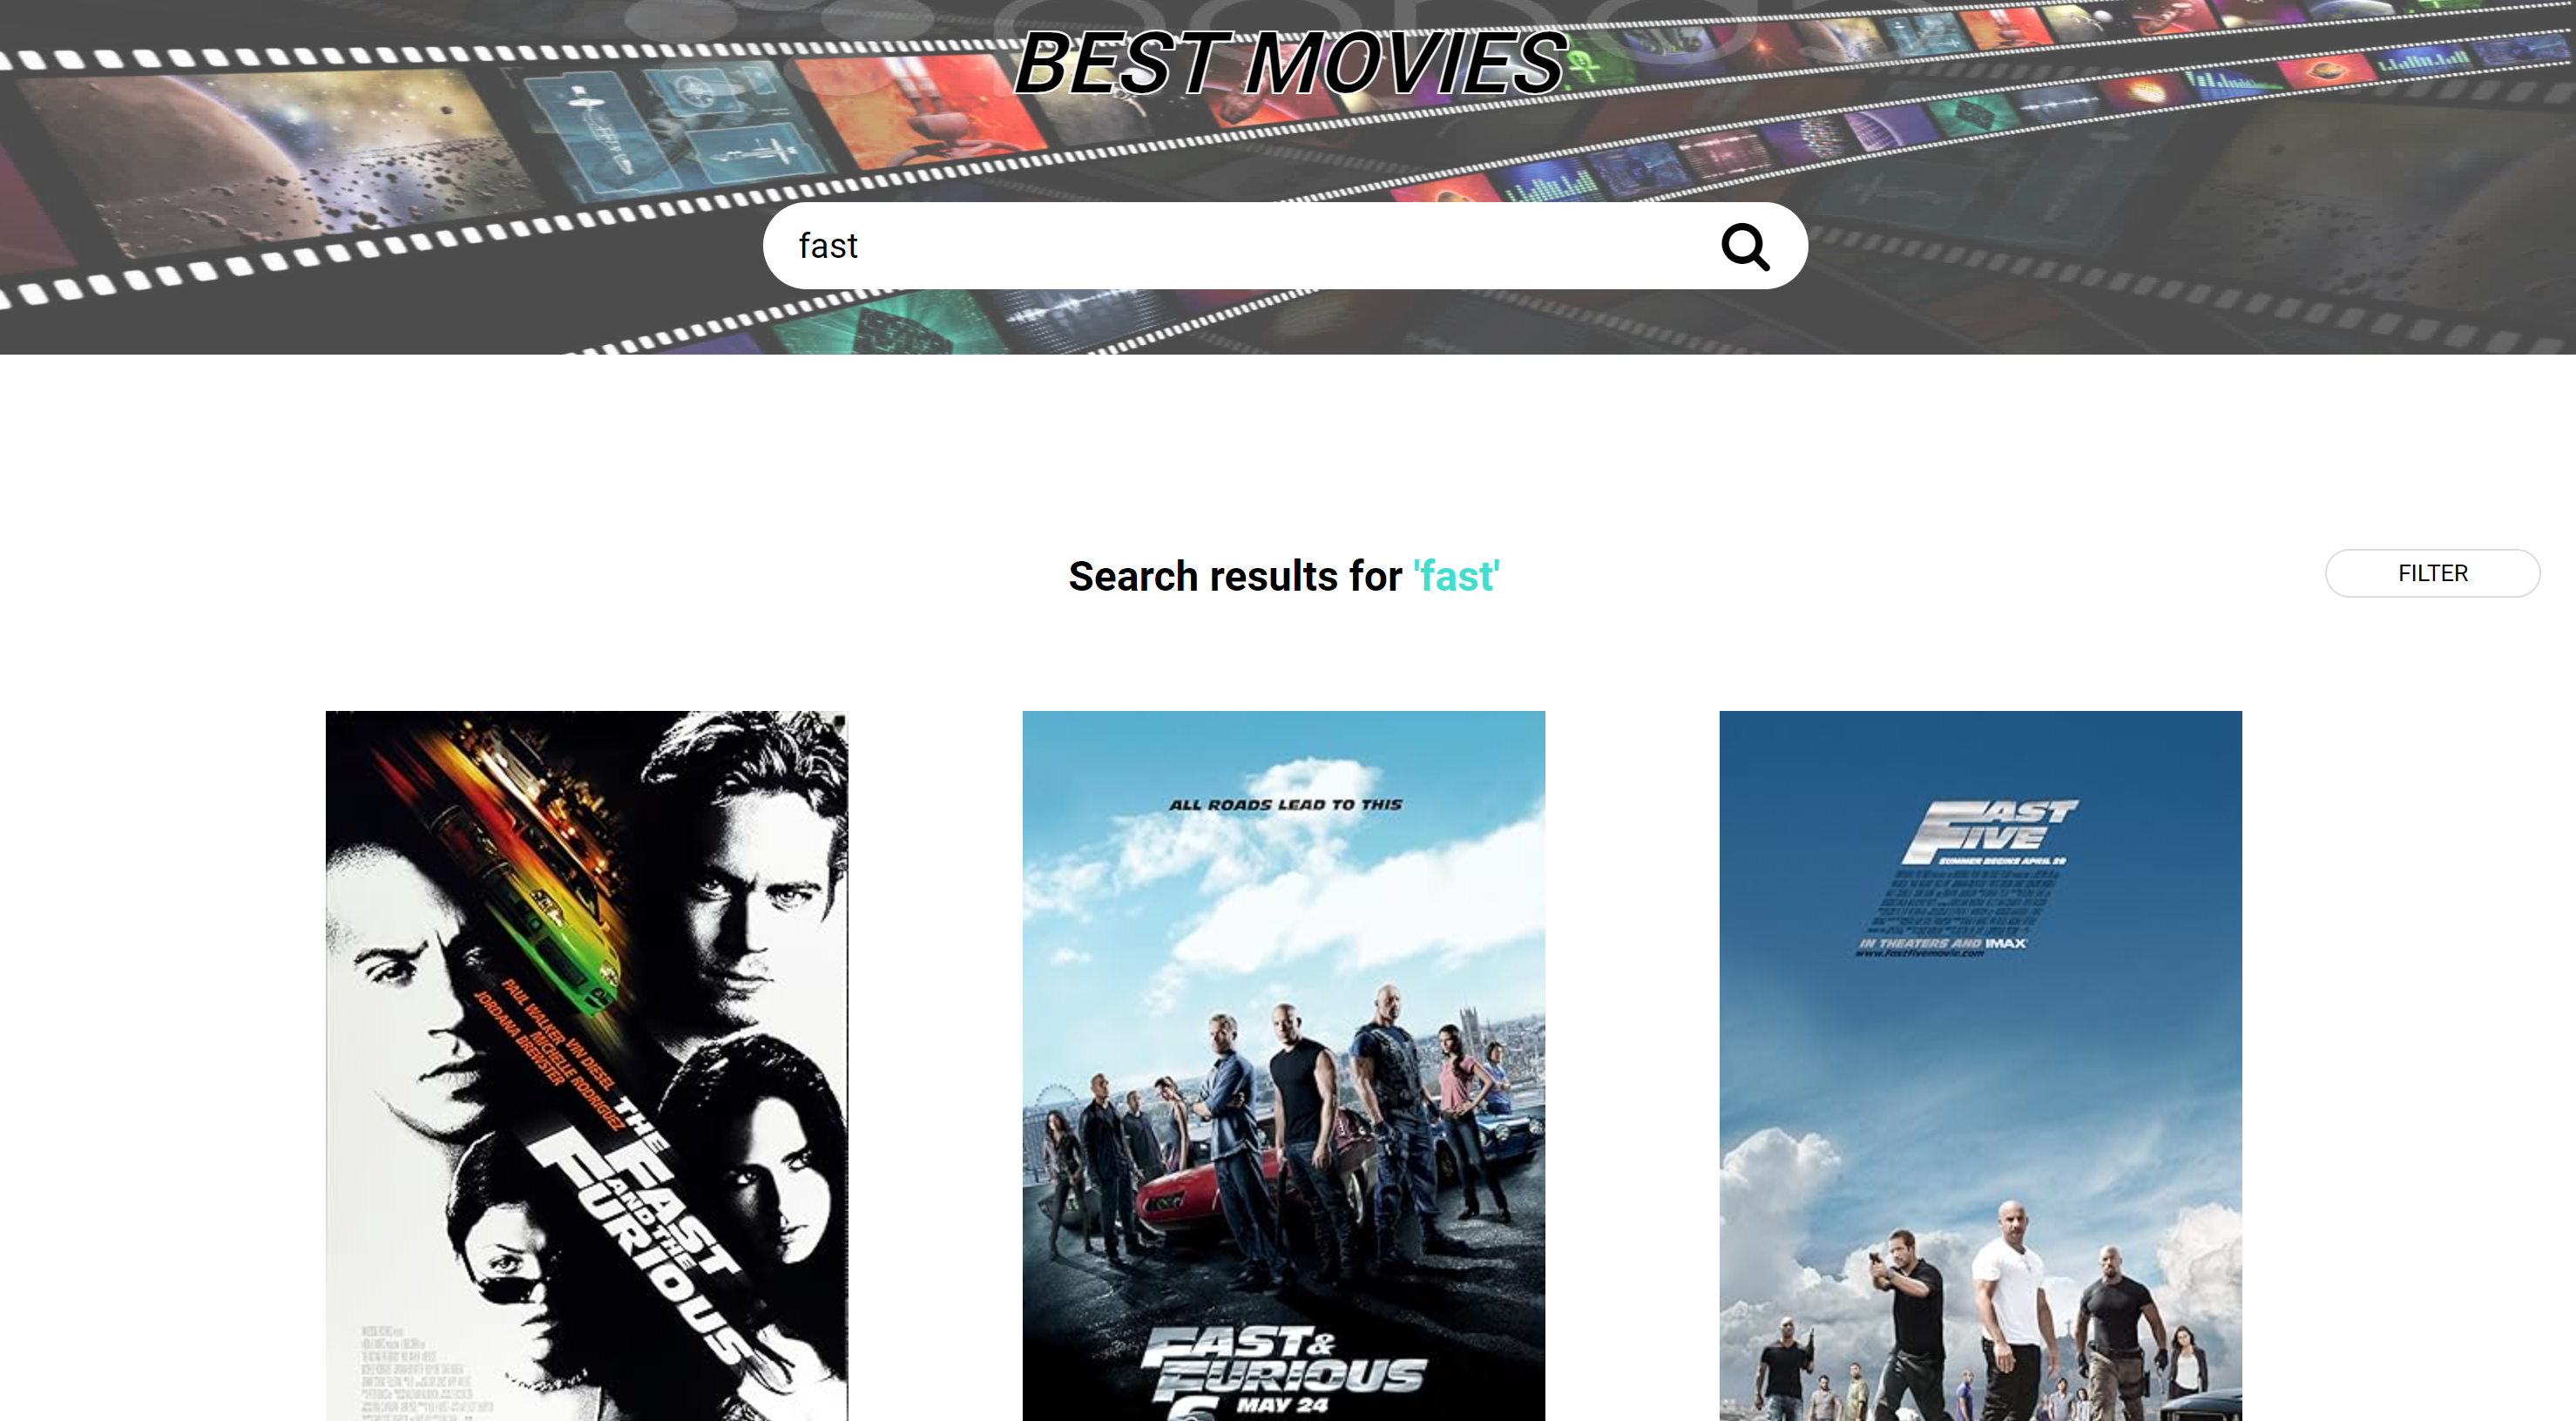 BEST MOVIES
fast
Search results for 'fast'
FILTER
PAUL WALKER VIN DIESEL
MICHELLE RODRIGUEZ
JORDANA BREWSTER
THE
FAST
AND THE
FURIOUS
ALL ROADS LEAD TO THIS
FAST &
FURIOUS
6
MAY 24
FAST
FIVE
SUMMER BEGINS APRIL 29
IN THEATERS AND IMAX
www.fastfivemovie.com